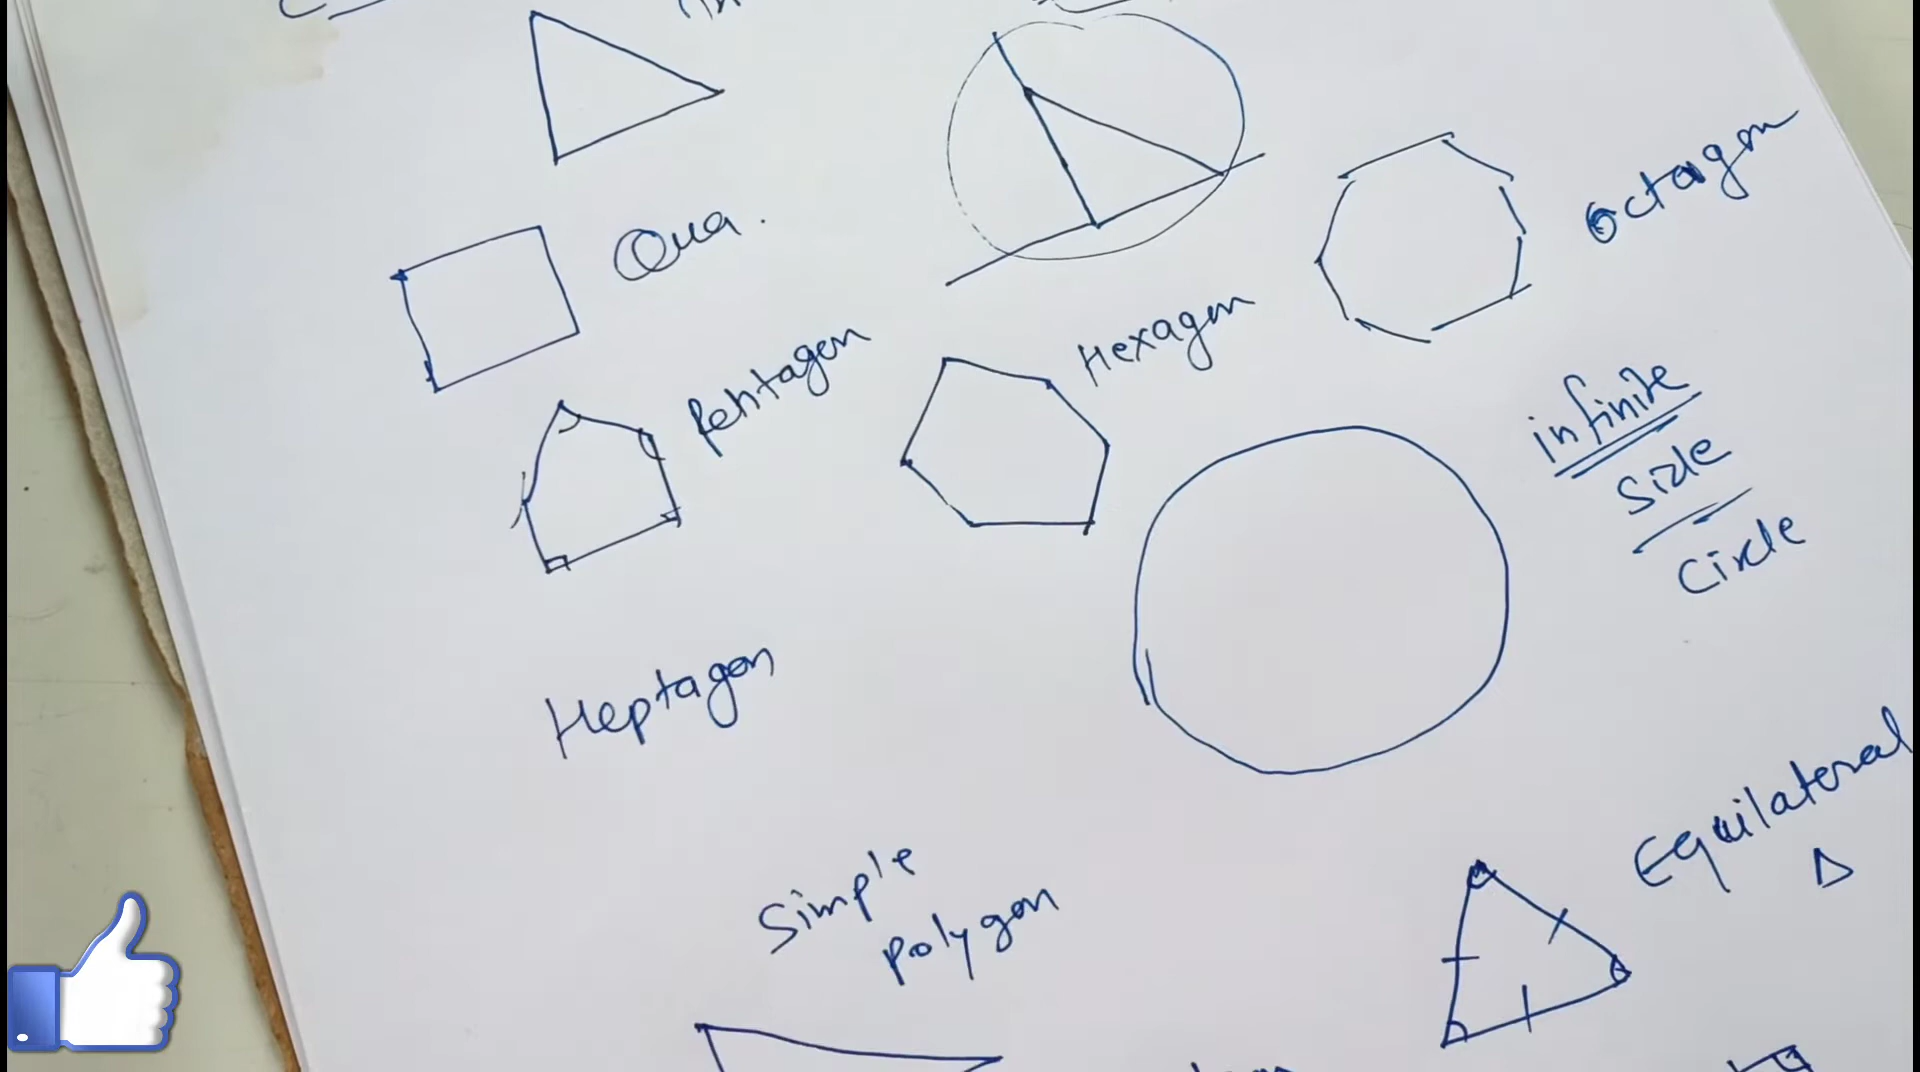 Qua.
Octagon
Pentagon
Hexagon
infinite
Side
Circle
Heptagon
Equilateral
Δ
Simple
polygon